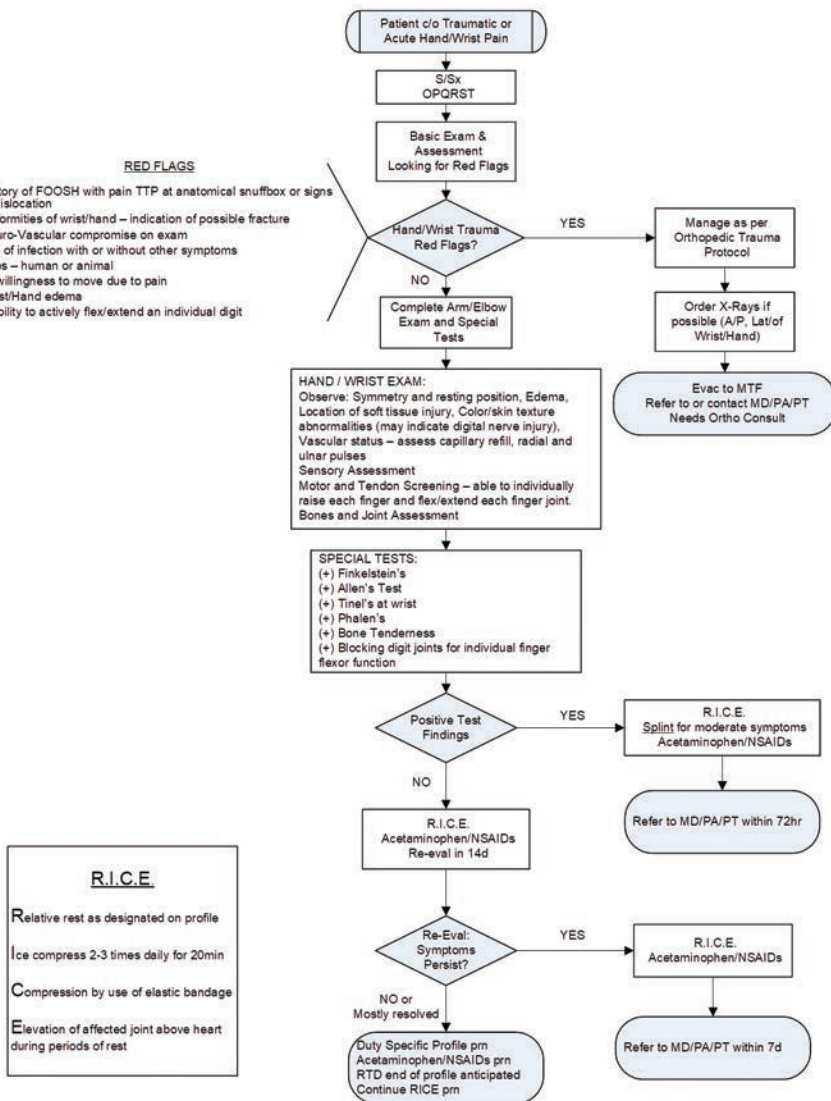 Patient c/o Traumatic or
Acute Hand/Wrist Pain
S/Sx
OPQRST
Basic Exam &
Assessment
Looking for Red Flags
RED FLAGS
of FOOSH with pain TTP at anatomical snuffbox or signs
of wrist/hand – indication of possible fracture
compromise on exam
of infection with or without other symptoms
– human or animal
to move due to pain
edema
to actively flex/extend an individual digit
Hand/Wrist Trauma
Red Flags?
YES
NO
Manage as per
Orthopedic Trauma
Protocol
Order X-Rays if
possible (A/P, Lat/of
Wrist/Hand)
Evac to MTF
Refer to or contact MD/PA/PT
Needs Ortho Consult
Complete Arm/Elbow
Exam and Special
Tests
HAND / WRIST EXAM:
Observe: Symmetry and resting position, Edema,
Location of soft tissue injury, Color/skin texture
abnormalities (may indicate digital nerve injury),
Vascular status – assess capillary refill, radial and
ulnar pulses
Sensory Assessment
Motor and Tendon Screening – able to individually
raise each finger and flex/extend each finger joint.
Bones and Joint Assessment
SPECIAL TESTS:
(+) Finkelstein's
(+) Allen's Test
(+) Tinel's at wrist
(+) Phalen's
(+) Bone Tenderness
(+) Blocking digit joints for individual finger
flexor function
Positive Test
Findings
YES
NO
R.I.C.E.
Splint for moderate symptoms
Acetaminophen/NSAIDs
Refer to MD/PA/PT within 72hr
R.I.C.E.
Acetaminophen/NSAIDs
Re-eval in 14d
Re-Eval:
Symptoms
Persist?
YES
NO or
Mostly resolved
R.I.C.E.
Acetaminophen/NSAIDs
Refer to MD/PA/PT within 7d
Duty Specific Profile prn
Acetaminophen/NSAIDs prn
RTD end of profile anticipated
Continue RICE prn
R.I.C.E.
Relative rest as designated on profile
Ice compress 2-3 times daily for 20min
Compression by use of elastic bandage
Elevation of affected joint above heart
during periods of rest